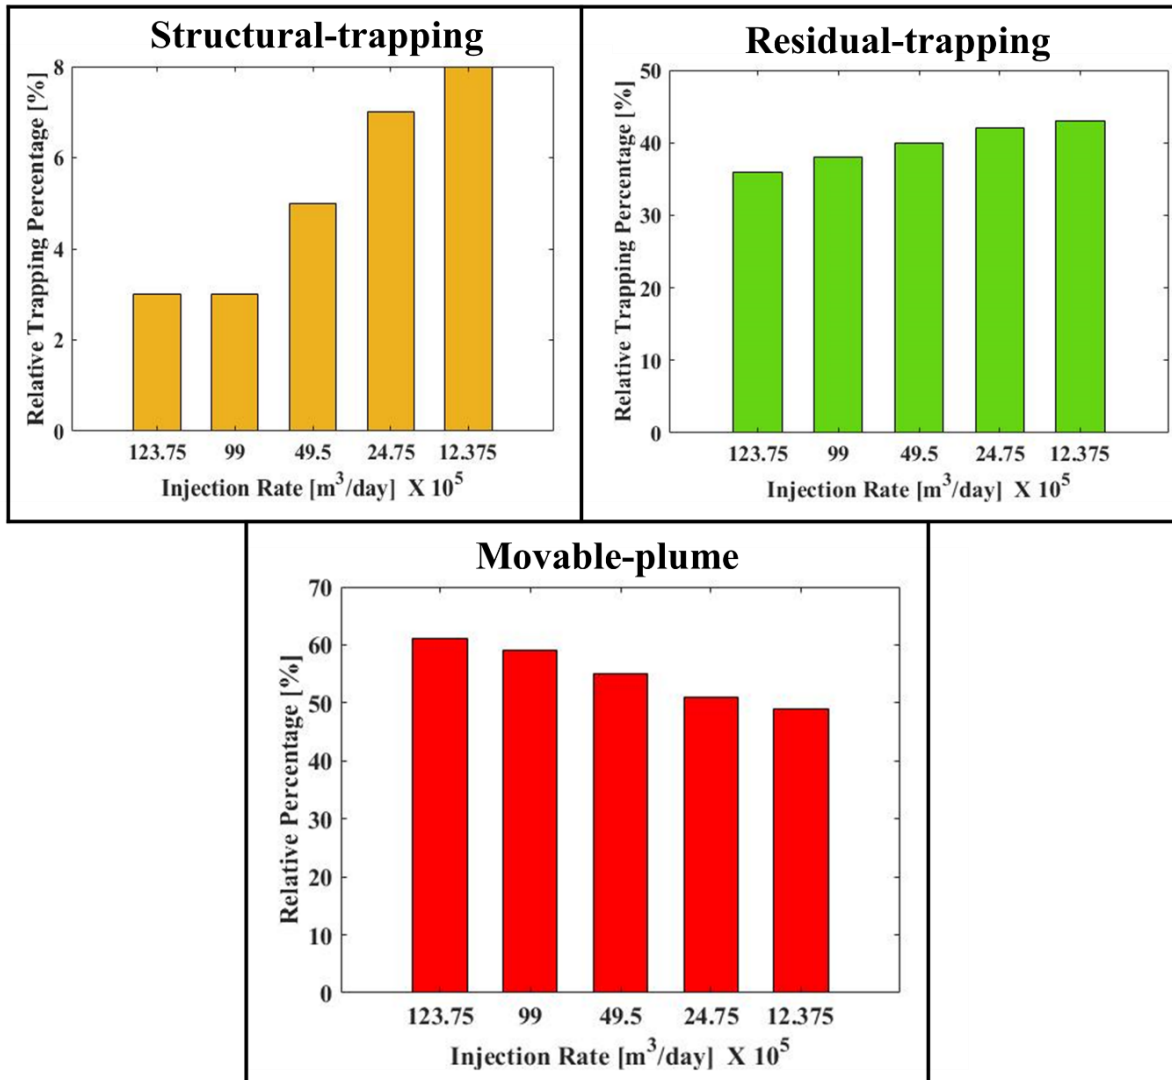 Structural-trapping
Relative Trapping Percentage [%]
8
6
4
2
0
123.75 99 49.5 24.75 12.375
Injection Rate [m³/day] X 10⁵
Residual-trapping
Relative Trapping Percentage [%]
50
40
30
20
10
0
123.75 99 49.5 24.75 12.375
Injection Rate [m³/day] X 10⁵
Movable-plume
Relative Percentage [%]
70
60
50
40
30
20
10
0
123.75 99 49.5 24.75 12.375
Injection Rate [m³/day] X 10⁵